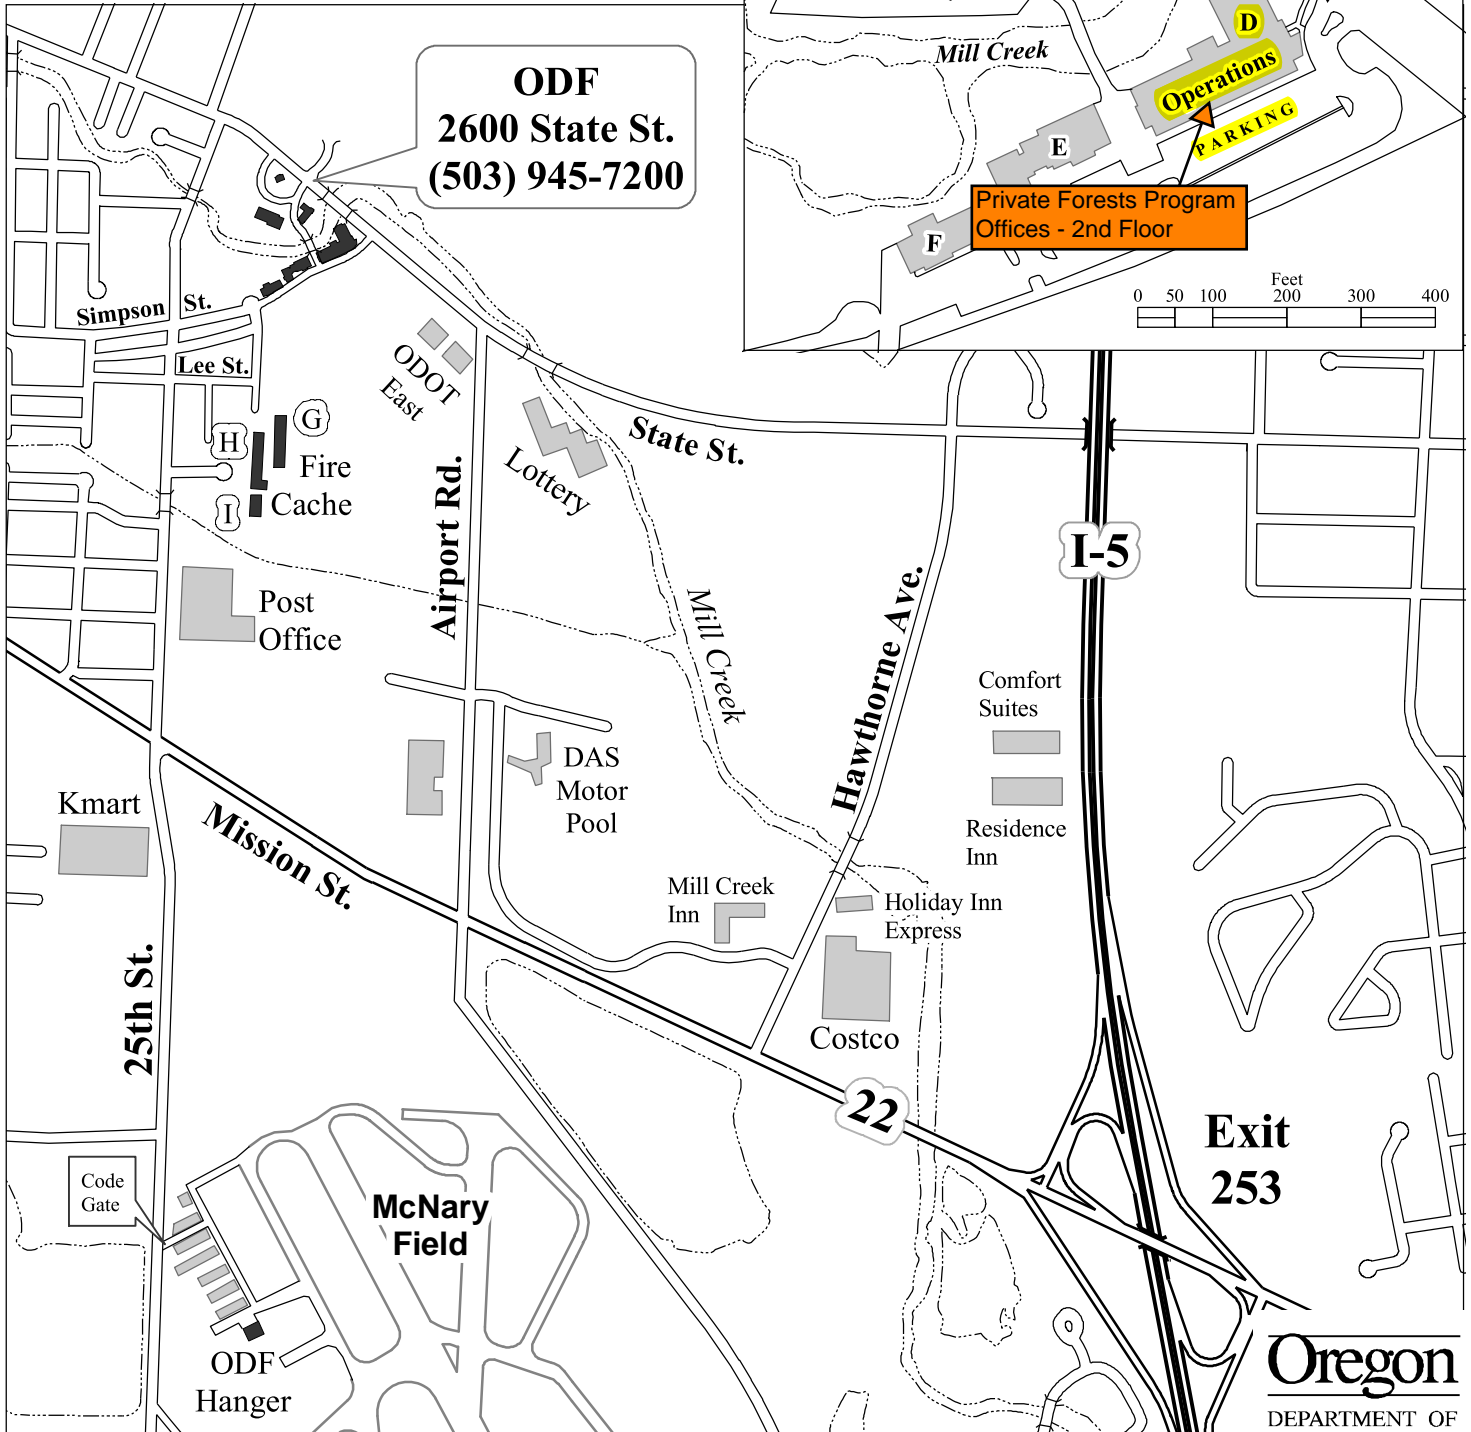 ODF
2600 State St.
(503) 945-7200
Mill Creek
D
Operations
PARKING
E
F
Private Forests Program
Offices - 2nd Floor
Feet
0 50 100 200 300 400
Simpson St.
Lee St.
ODOT
East
G
H
I
Fire
Cache
Lottery
State St.
Airport Rd.
I-5
Post
Office
Mill Creek
Hawthorne Ave.
Comfort
Suites
DAS
Motor
Pool
Kmart
Mission St.
Residence
Inn
Mill Creek
Inn
Holiday Inn
Express
25th St.
Costco
22
Exit
253
Code
Gate
McNary
Field
ODF
Hanger
Oregon
DEPARTMENT OF